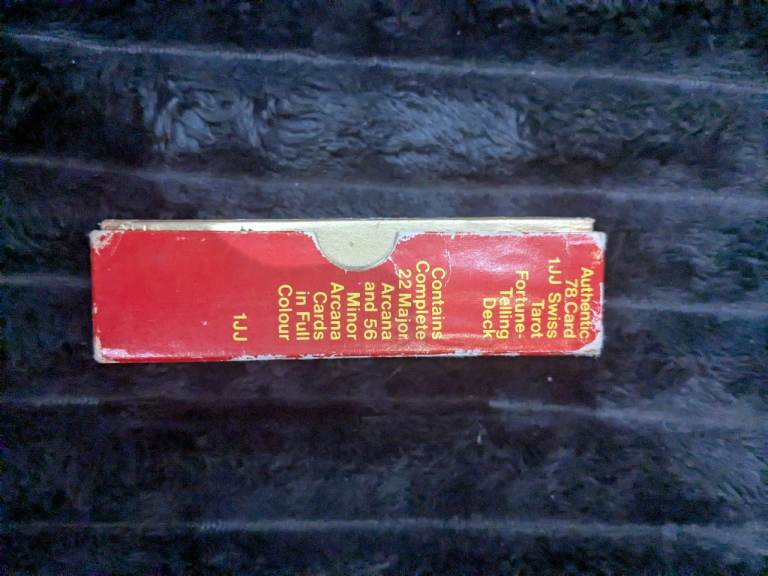 Authentic
78 Card
1JJ Swiss
Tarot
Fortune-
Telling
Deck
Contains
Complete
22 Major
Arcana
and 56
Minor
Arcana
Cards
in Full
Colour
1JJ